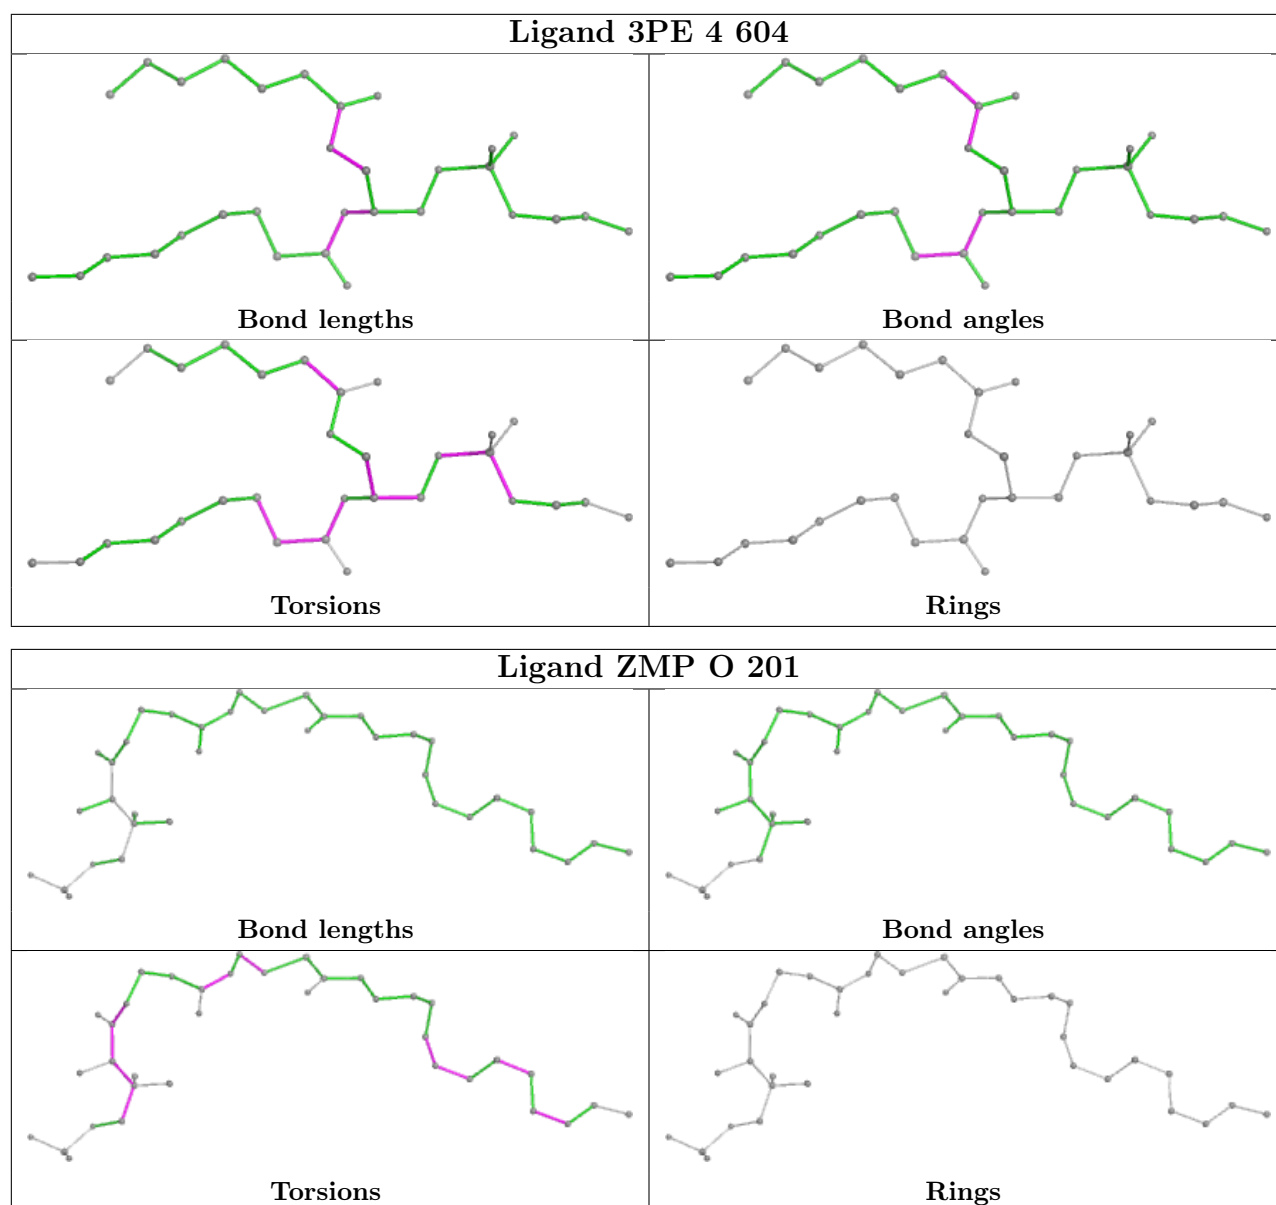 Ligand 3PE 4 604
Bond lengths
Bond angles
Torsions
Rings
Ligand ZMP O 201
Bond lengths
Bond angles
Torsions
Rings